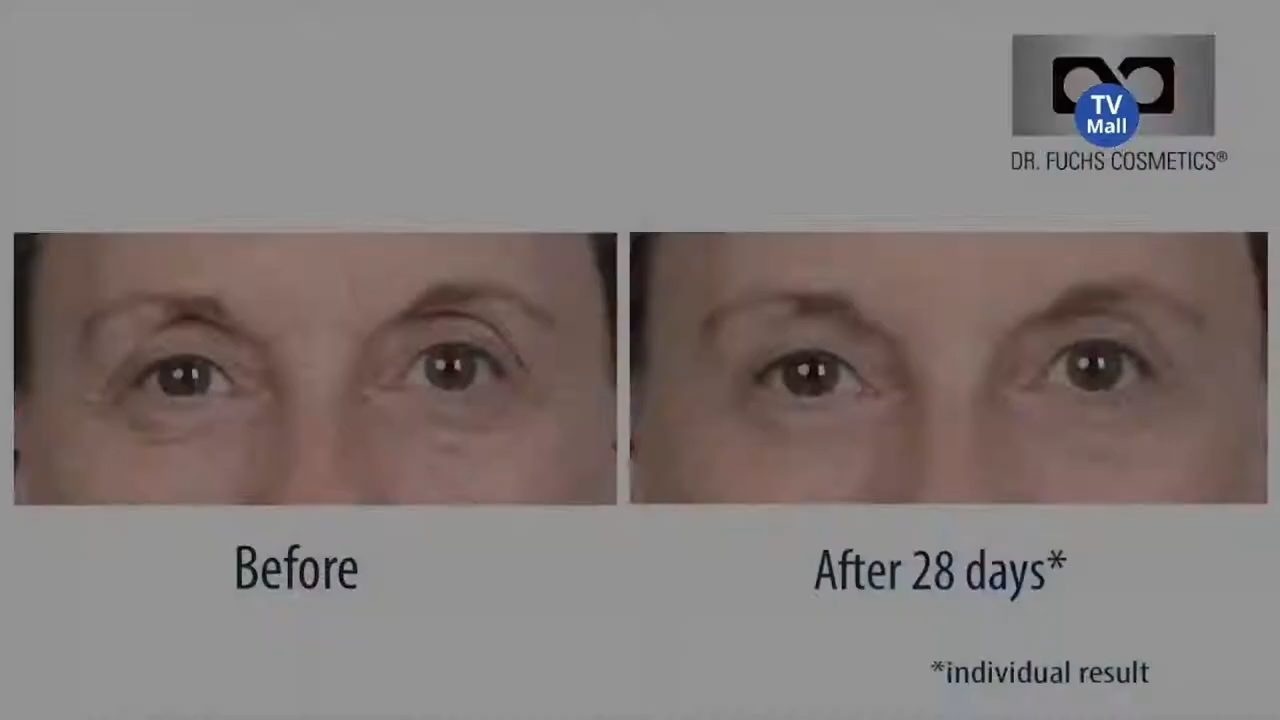 TV
Mall
DR. FUCHS COSMETICS®
Before
After 28 days*
*individual result